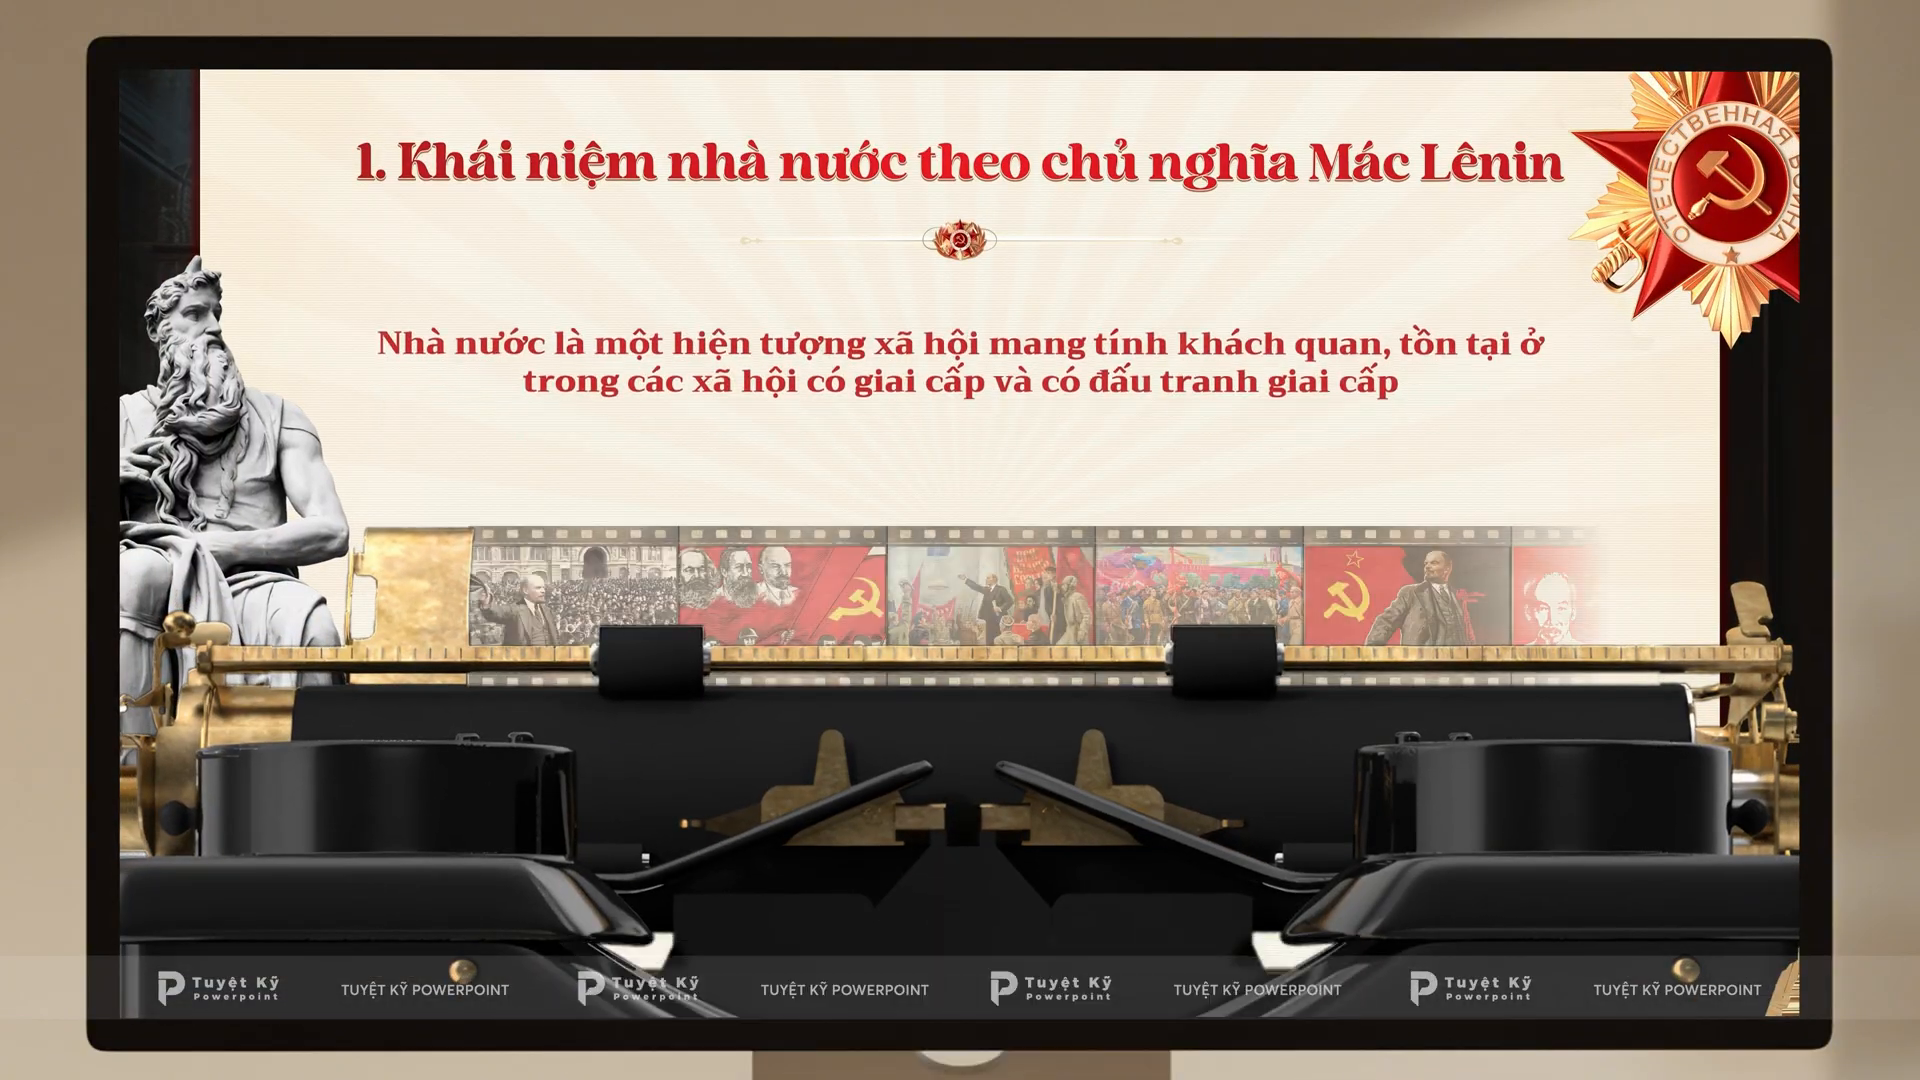 1. Khái niệm nhà nước theo chủ nghĩa Mác Lênin
ОТЕЧЕСТВЕННАЯ
Nhà nước là một hiện tượng xã hội mang tính khách quan, tồn tại ở
trong các xã hội có giai cấp và có đấu tranh giai cấp
Tuyệt Kỹ
Powerpoint
TUYỆT KỸ POWERPOINT
Tuyệt Kỹ
Powerpoint
TUYỆT KỸ POWERPOINT
Tuyệt Kỹ
Powerpoint
TUYỆT KỸ POWERPOINT
Tuyệt Kỹ
Powerpoint
TUYỆT KỸ POWERPOINT